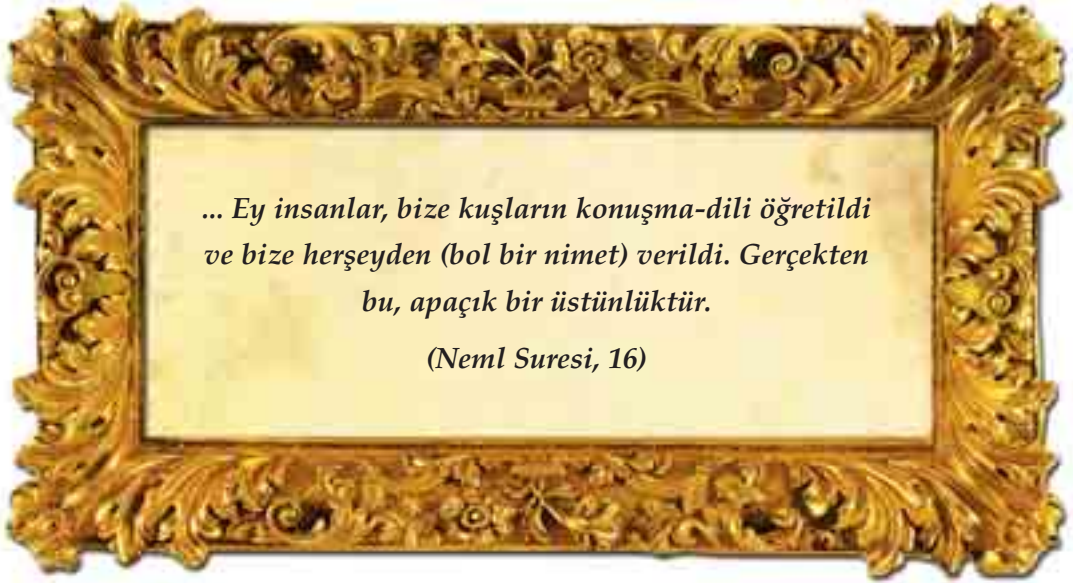 ... Ey insanlar, bize kuşların konuşma-dili öğretildi
ve bize herşeyden (bol bir nimet) verildi. Gerçekten
bu, apaçık bir üstünlüktür.
(Neml Suresi, 16)